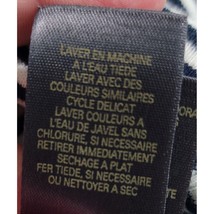 LAVER EN MACHINE
A L'EAU TIEDE
LAVER AVEC DES
COULEURS SIMILAIRES
CYCLE DELICAT
LAVER COULEURS A
L'EAU DE JAVEL SANS
CHLORURE, SI NECESSAIRE
RETIRER IMMEDIATEMENT
SECHAGE A PLAT
FER TIEDE, SI NECESSAIRE
OU NETTOYER A SEC